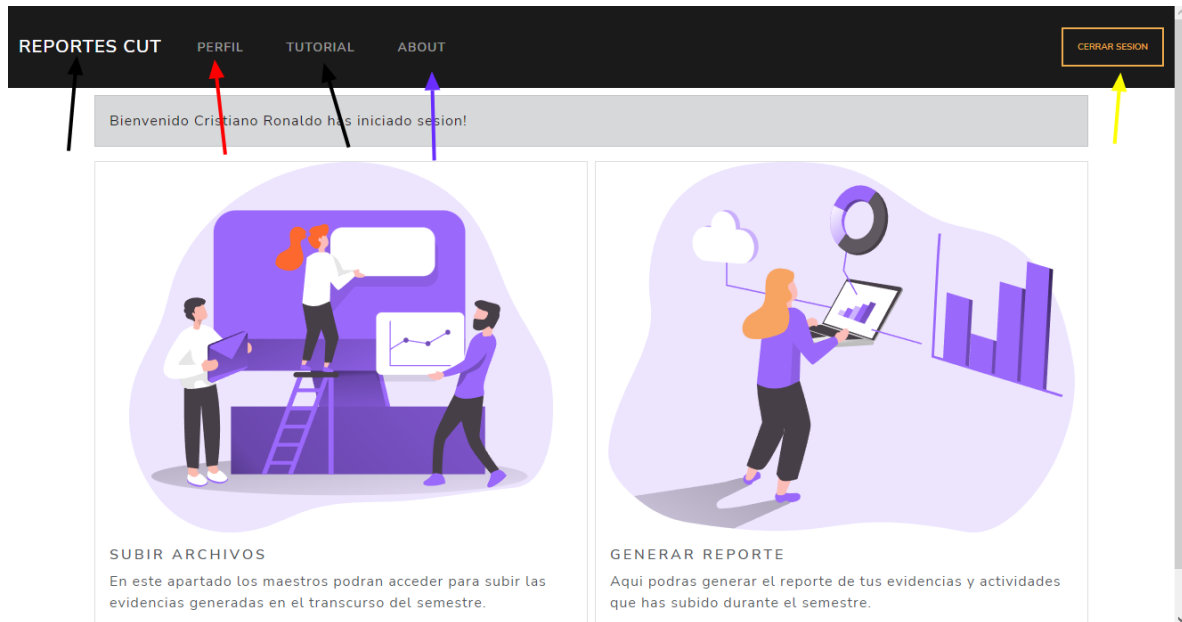 REPORTES CUT PERFIL TUTORIAL ABOUT CERRAR SESION
Bienvenido Cristiano Ronaldo has iniciado sesion!
SUBIR ARCHIVOS
En este apartado los maestros podran acceder para subir las
evidencias generadas en el transcurso del semestre.
GENERAR REPORTE
Aqui podras generar el reporte de tus evidencias y actividades
que has subido durante el semestre.